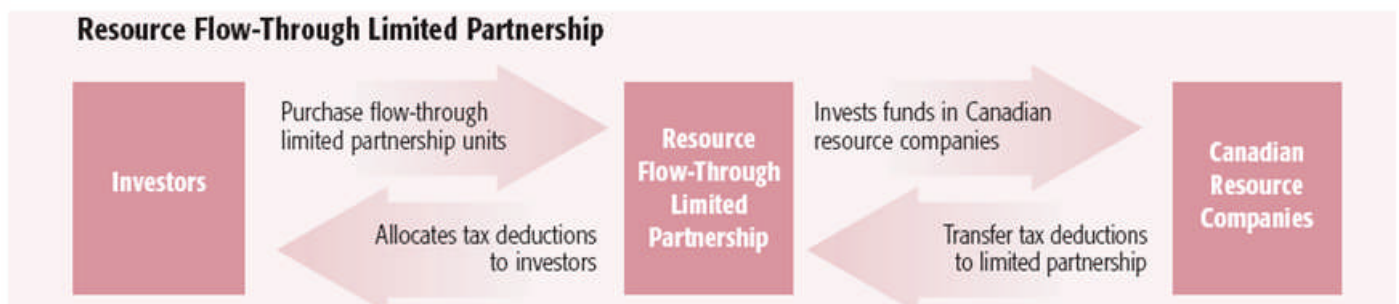 Resource Flow-Through Limited Partnership
Investors
Purchase flow-through
limited partnership units
Allocates tax deductions
to investors
Resource
Flow-Through
Limited
Partnership
Invests funds in Canadian
resource companies
Transfer tax deductions
to limited partnership
Canadian
Resource
Companies